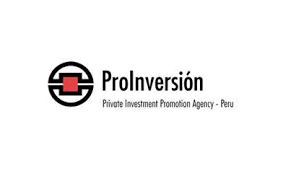 ProInversión
Private Investment Promotion Agency - Peru